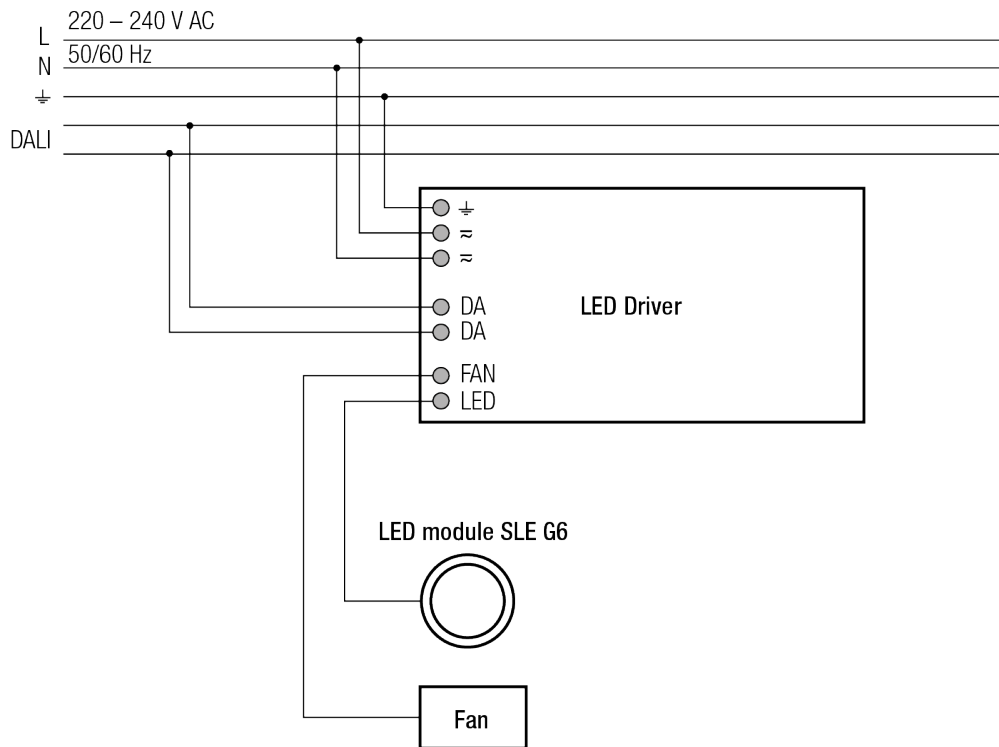 220 – 240 V AC
L
50/60 Hz
N
DALI
⏚
≂
≂
DA
LED Driver
DA
FAN
LED
LED module SLE G6
Fan